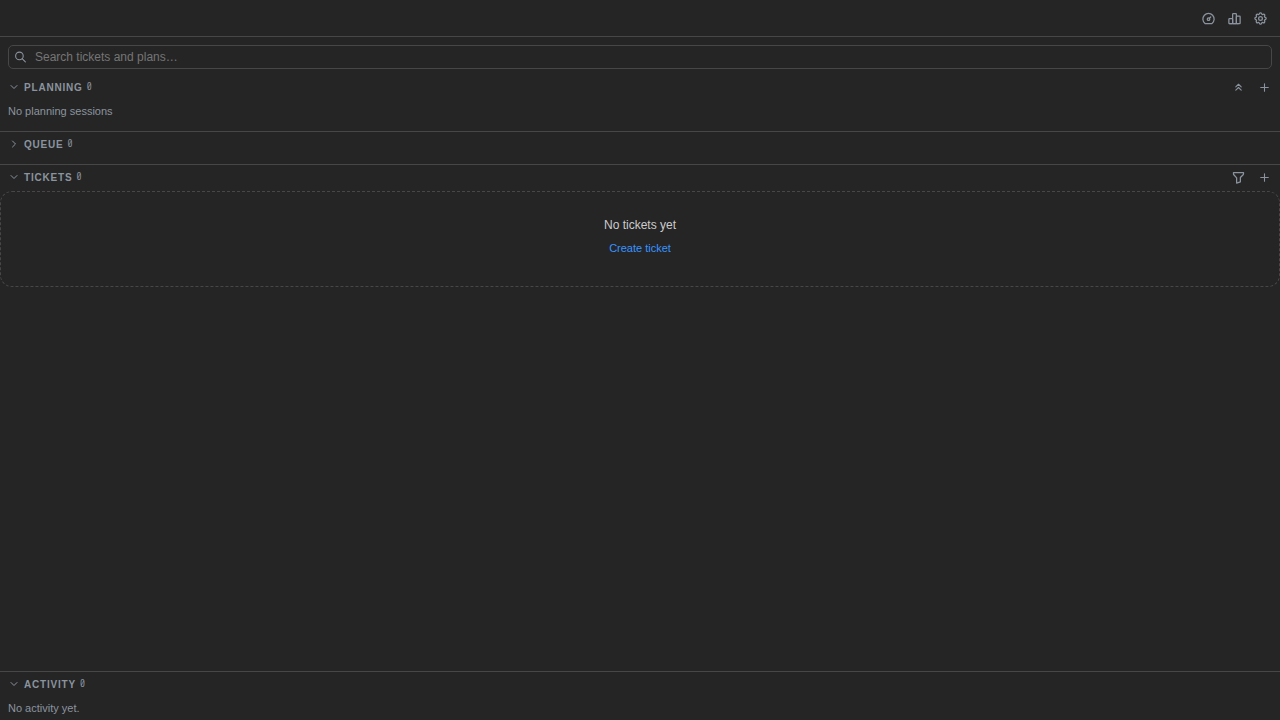 Search tickets and plans…
PLANNING 0
No planning sessions
QUEUE 0
TICKETS 0
No tickets yet
Create ticket
ACTIVITY 0
No activity yet.